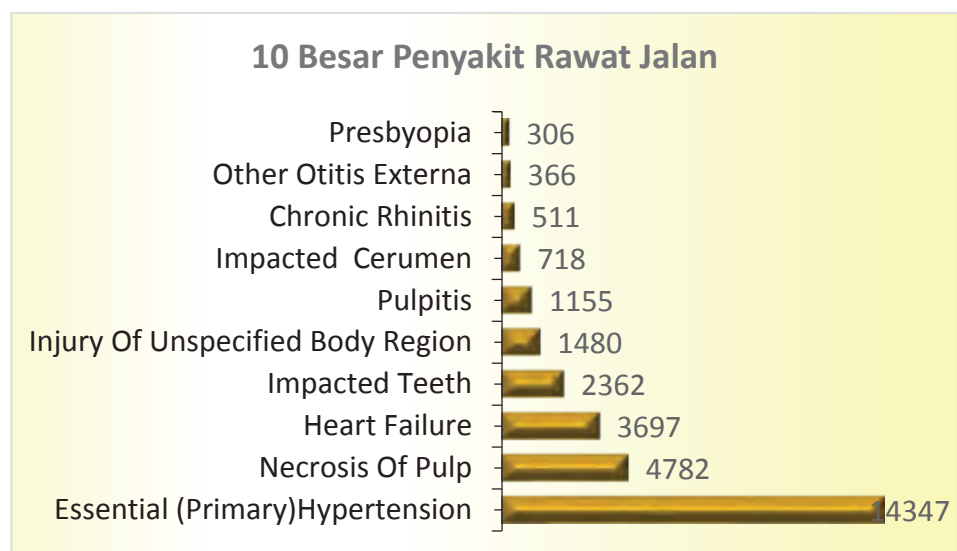 10 Besar Penyakit Rawat Jalan
Presbyopia 306
Other Otitis Externa 366
Chronic Rhinitis 511
Impacted Cerumen 718
Pulpitis 1155
Injury Of Unspecified Body Region 1480
Impacted Teeth 2362
Heart Failure 3697
Necrosis Of Pulp 4782
Essential (Primary)Hypertension 14347